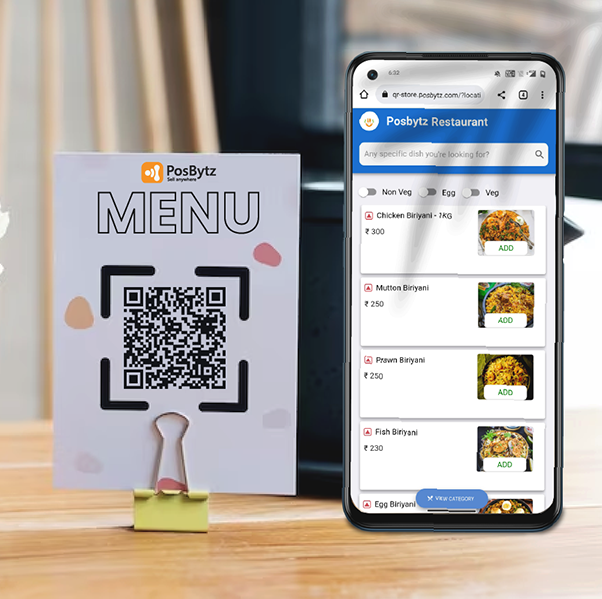 PosBytz
Sell anywhere
MENU
6:32
qr-store.posbytz.com/?locati
4
Posbytz Restaurant
Any specific dish you're looking for?
Non Veg
Egg
Veg
Chicken Biriyani - 1KG
₹ 300
ADD
Mutton Biriyani
₹ 250
ADD
Prawn Biriyani
₹ 250
ADD
Fish Biriyani
₹ 230
ADD
Egg Biriyani
VIEW CATEGORY